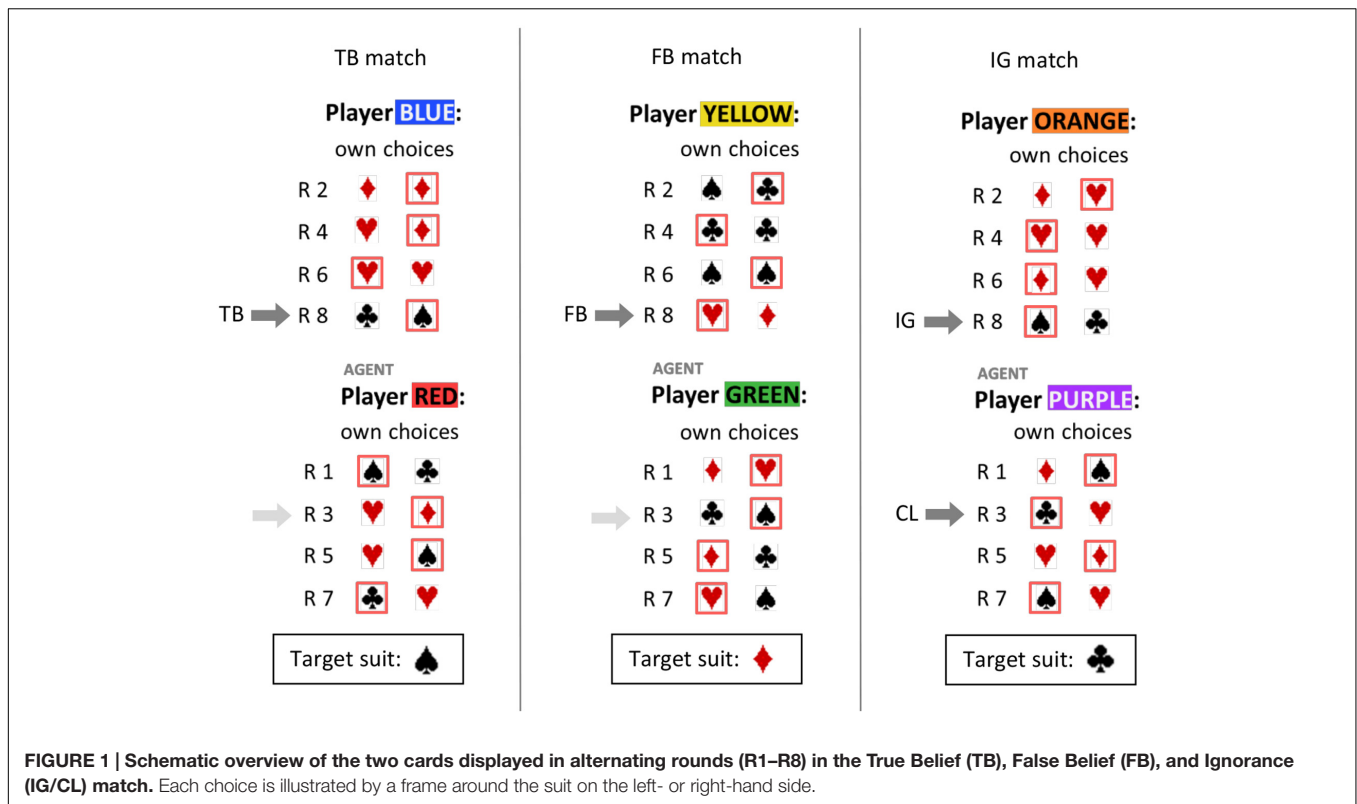 TB match
Player BLUE:
own choices
R 2
R 4
R 6
TB R 8
AGENT
Player RED:
own choices
R 1
R 3
R 5
R 7
Target suit:
FB match
Player YELLOW:
own choices
R 2
R 4
R 6
FB R 8
AGENT
Player GREEN:
own choices
R 1
R 3
R 5
R 7
Target suit:
IG match
Player ORANGE:
own choices
R 2
R 4
R 6
IG R 8
AGENT
Player PURPLE:
own choices
R 1
CL R 3
R 5
R 7
Target suit:
FIGURE 1 | Schematic overview of the two cards displayed in alternating rounds (R1–R8) in the True Belief (TB), False Belief (FB), and Ignorance
(IG/CL) match. Each choice is illustrated by a frame around the suit on the left- or right-hand side.